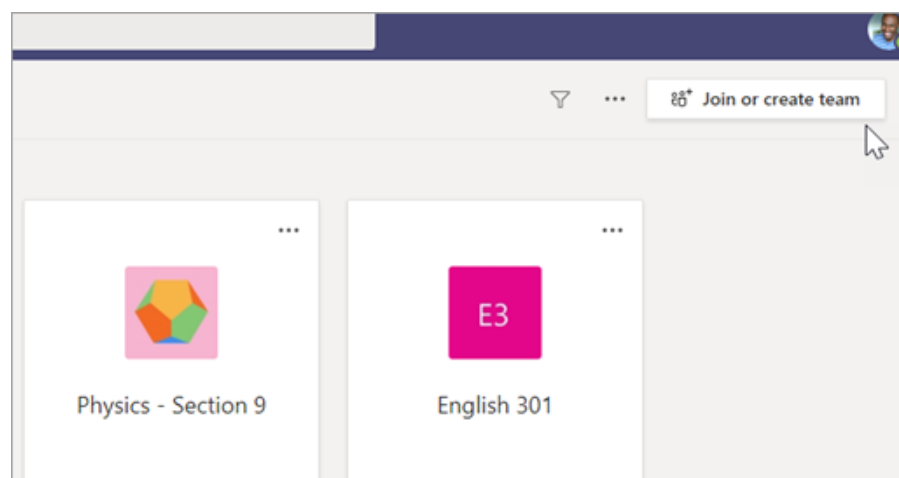 Join or create team
E3
Physics - Section 9
English 301